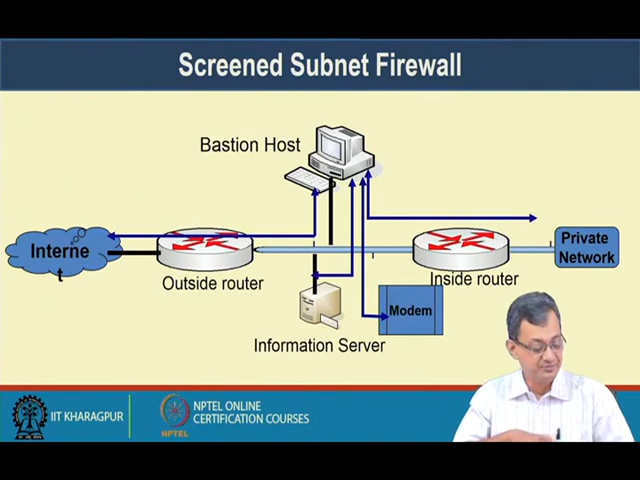 Screened Subnet Firewall
Bastion Host
Interne
t
Outside router
Inside router
Private
Network
Modem
Information Server
IIT KHARAGPUR
NPTEL
NPTEL ONLINE
CERTIFICATION COURSES